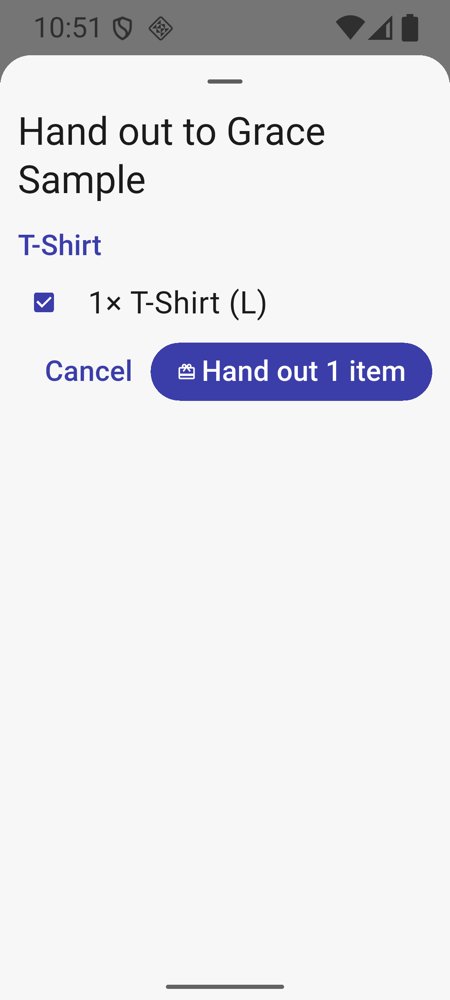 10:51
Hand out to Grace
Sample
T-Shirt
1× T-Shirt (L)
Cancel
Hand out 1 item